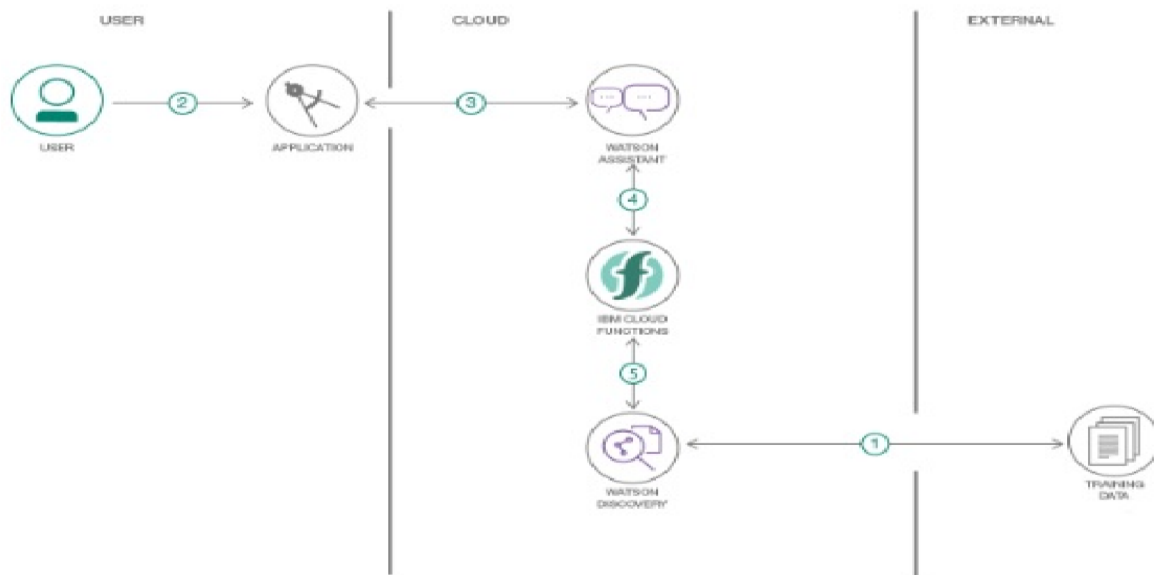 USER
CLOUD
EXTERNAL
2
3
USER
APPLICATION
WATSON
ASSISTANT
4
IBM CLOUD
FUNCTIONS
5
1
WATSON
DISCOVERY
TRAINING
DATA